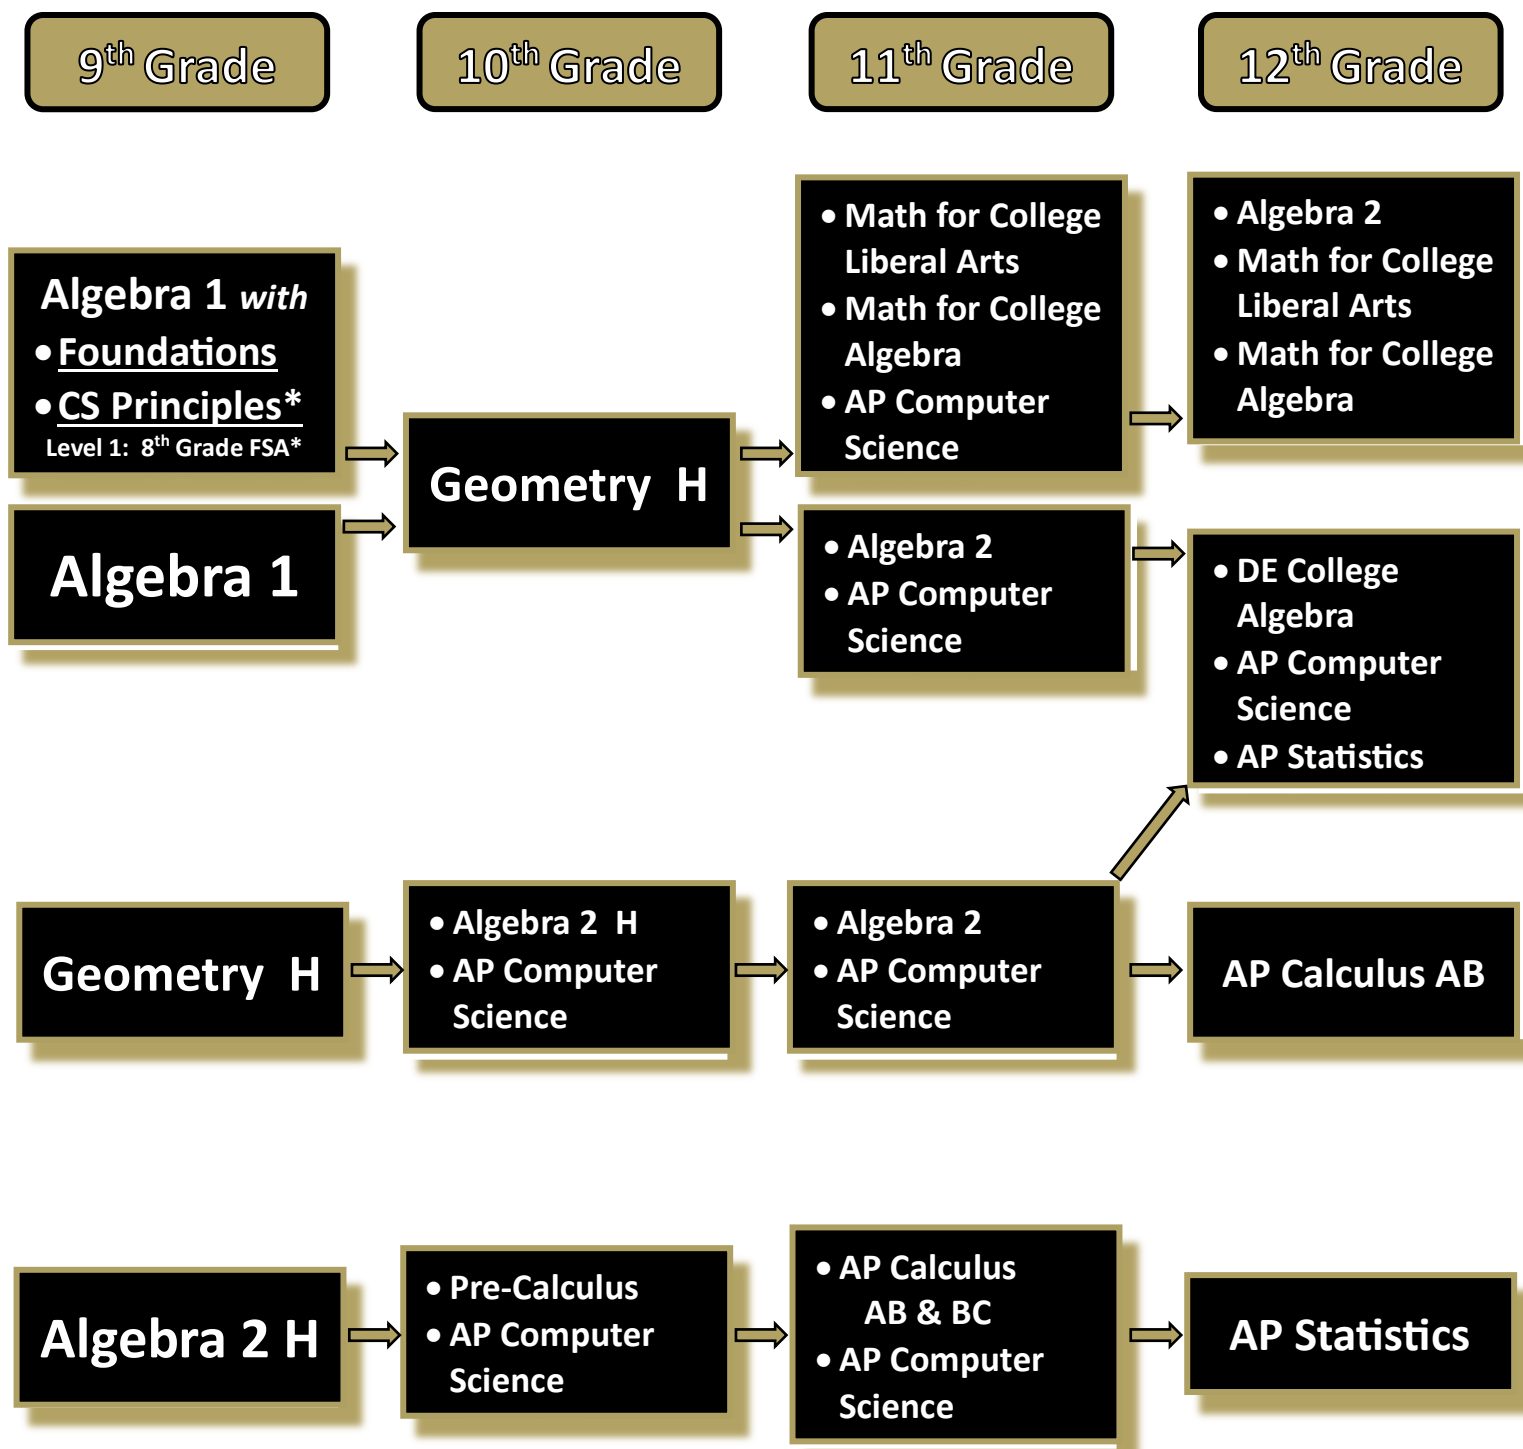 9th Grade
10th Grade
11th Grade
12th Grade
Algebra 1 with
• Foundations
• CS Principles*
Level 1: 8th Grade FSA*
Algebra 1
Geometry H
• Math for College
Liberal Arts
• Math for College
Algebra
• AP Computer
Science
• Algebra 2
• AP Computer
Science
• Algebra 2
• Math for College
Liberal Arts
• Math for College
Algebra
• DE College
Algebra
• AP Computer
Science
• AP Statistics
Geometry H
• Algebra 2 H
• AP Computer
Science
• Algebra 2
• AP Computer
Science
AP Calculus AB
Algebra 2 H
• Pre-Calculus
• AP Computer
Science
• AP Calculus
AB & BC
• AP Computer
Science
AP Statistics